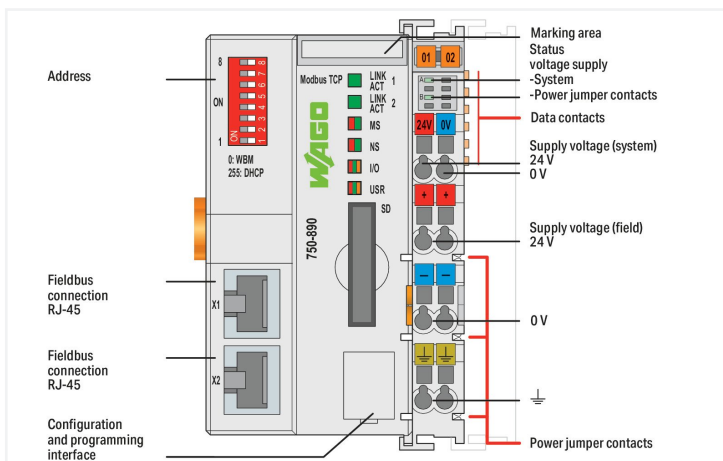 Address
8
ON
1
8
7
6
5
4
3
2
1
ON
0: WBM
255: DHCP
Fieldbus
connection
RJ-45
X1
Fieldbus
connection
RJ-45
X2
Configuration
and programming
interface
Modbus TCP
LINK
ACT 1
LINK
ACT 2
MS
NS
I/O
USR
SD
WAGO
750-890
01 02
A
B
24V 0V
+ +
— —
Marking area
Status
voltage supply
-System
-Power jumper contacts
Data contacts
Supply voltage (system)
24 V
0 V
Supply voltage (field)
24 V
0 V
Power jumper contacts